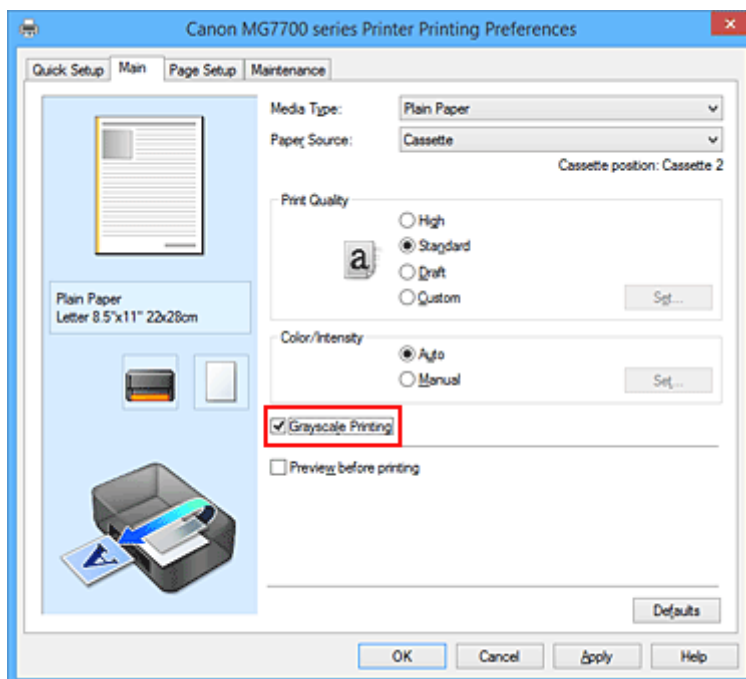 Canon MG7700 series Printer Printing Preferences
Quick Setup Main Page Setup Maintenance
Media Type: Plain Paper
Paper Source: Cassette
Cassette position: Cassette 2
Print Quality
High
a Standard
Draft
Custom Set...
Plain Paper
Letter 8.5"x11" 22x28cm
Color/Intensity
Auto
Manual Set...
Grayscale Printing
Preview before printing
A
Defaults
OK Cancel Apply Help